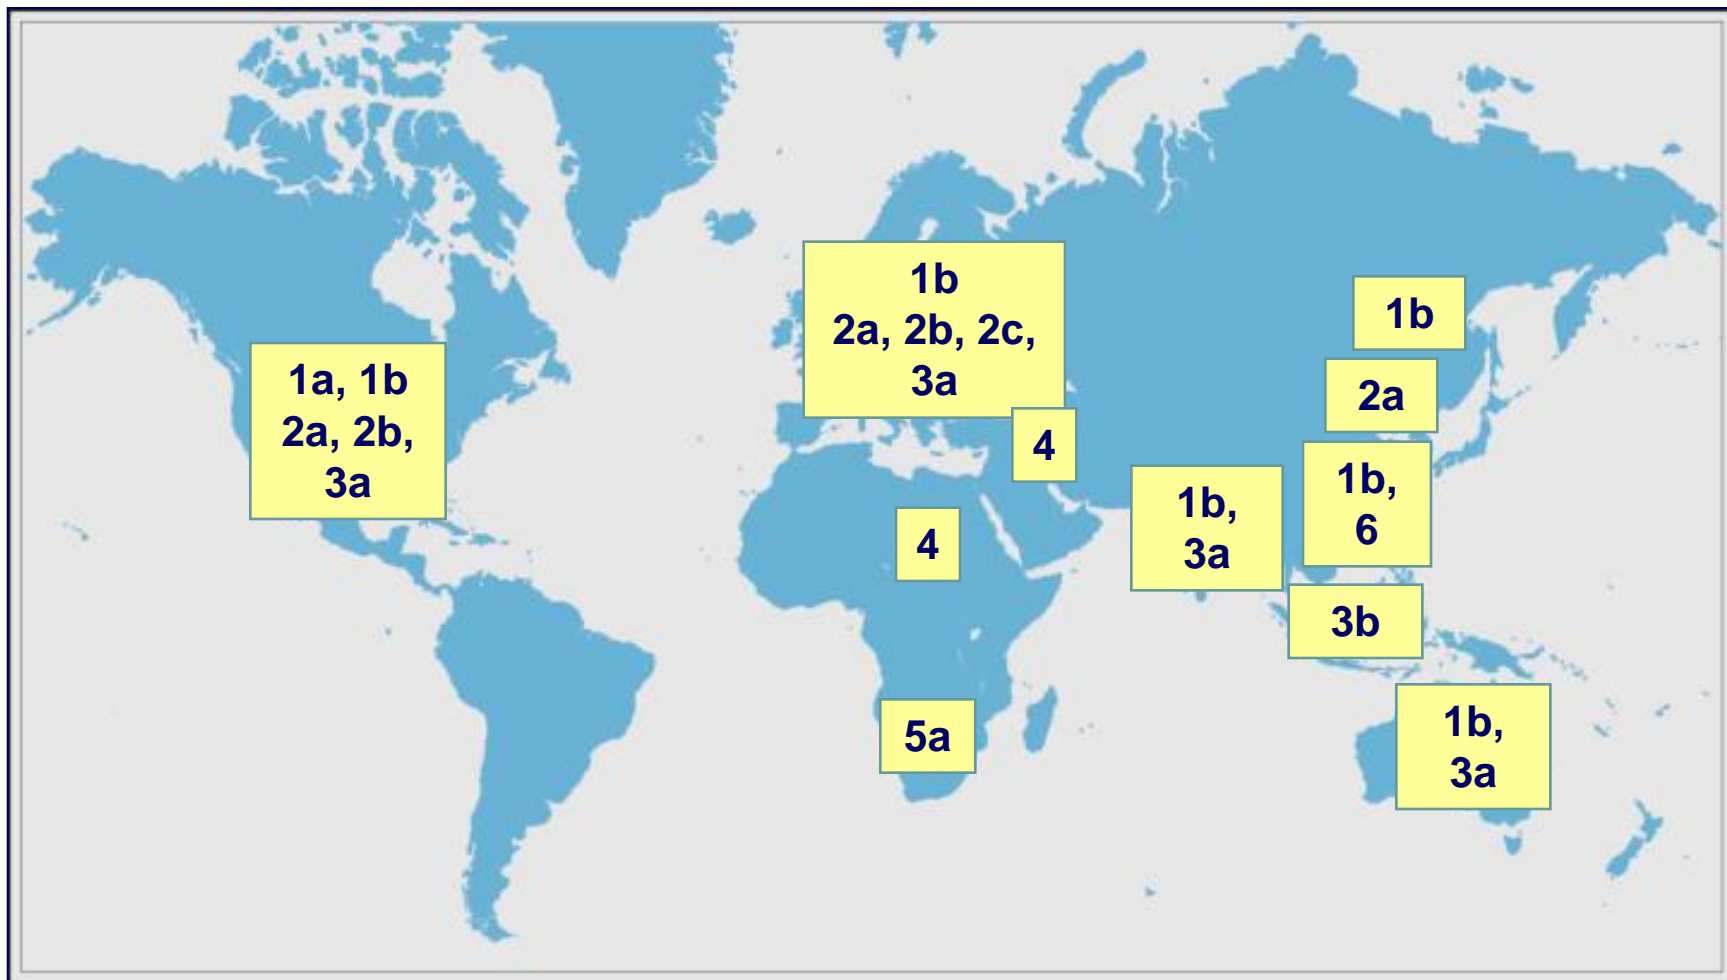 1b
2a, 2b, 2c,
3a
1b
1a, 1b
2a, 2b,
3a
2a
4
1b,
6
1b,
3a
4
3b
5a
1b,
3a